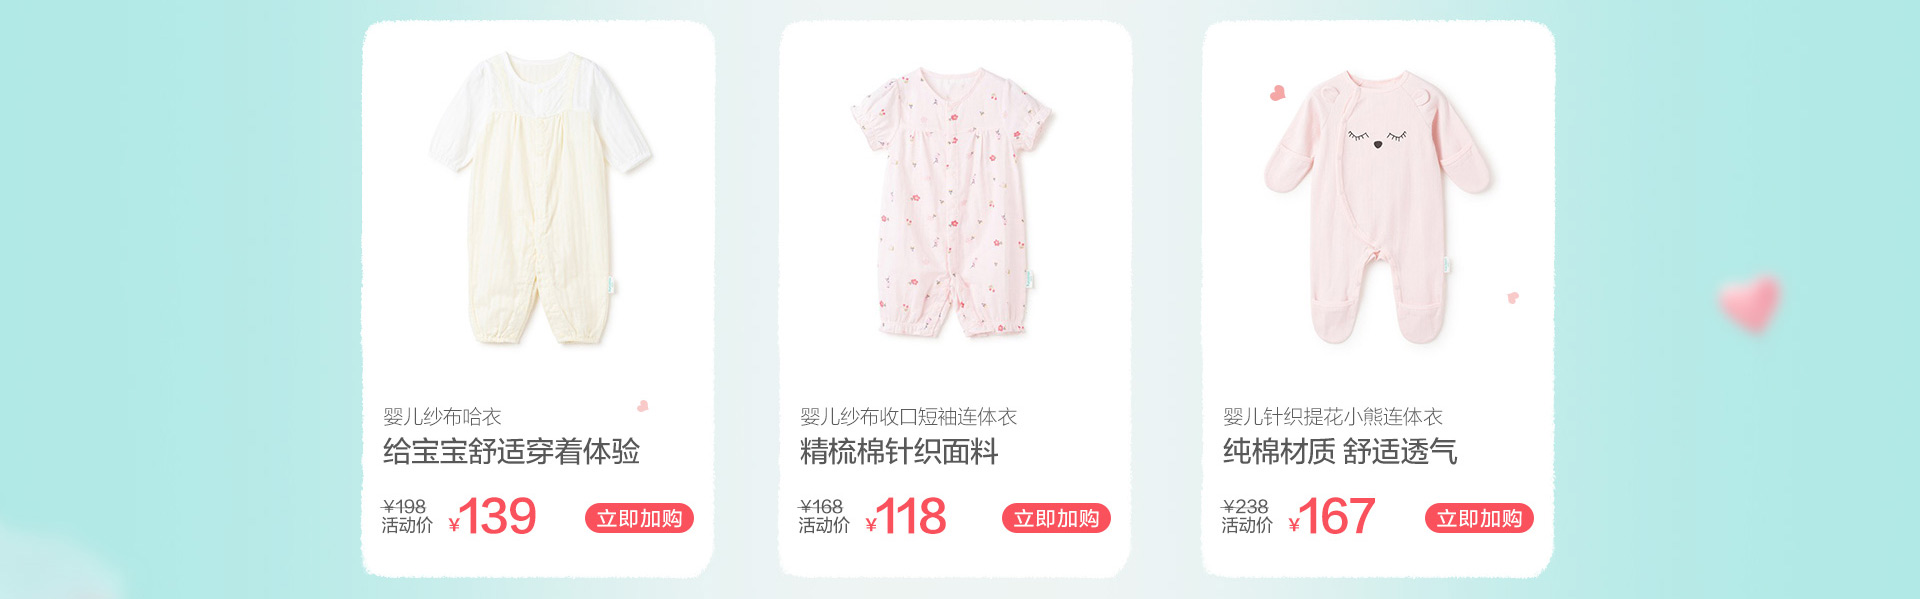 婴儿纱布哈衣
给宝宝舒适穿着体验
¥198
活动价 ¥139
立即加购
婴儿纱布收口短袖连体衣
精梳棉针织面料
¥168
活动价 ¥118
立即加购
婴儿针织提花小熊连体衣
纯棉材质 舒适透气
¥238
活动价 ¥167
立即加购